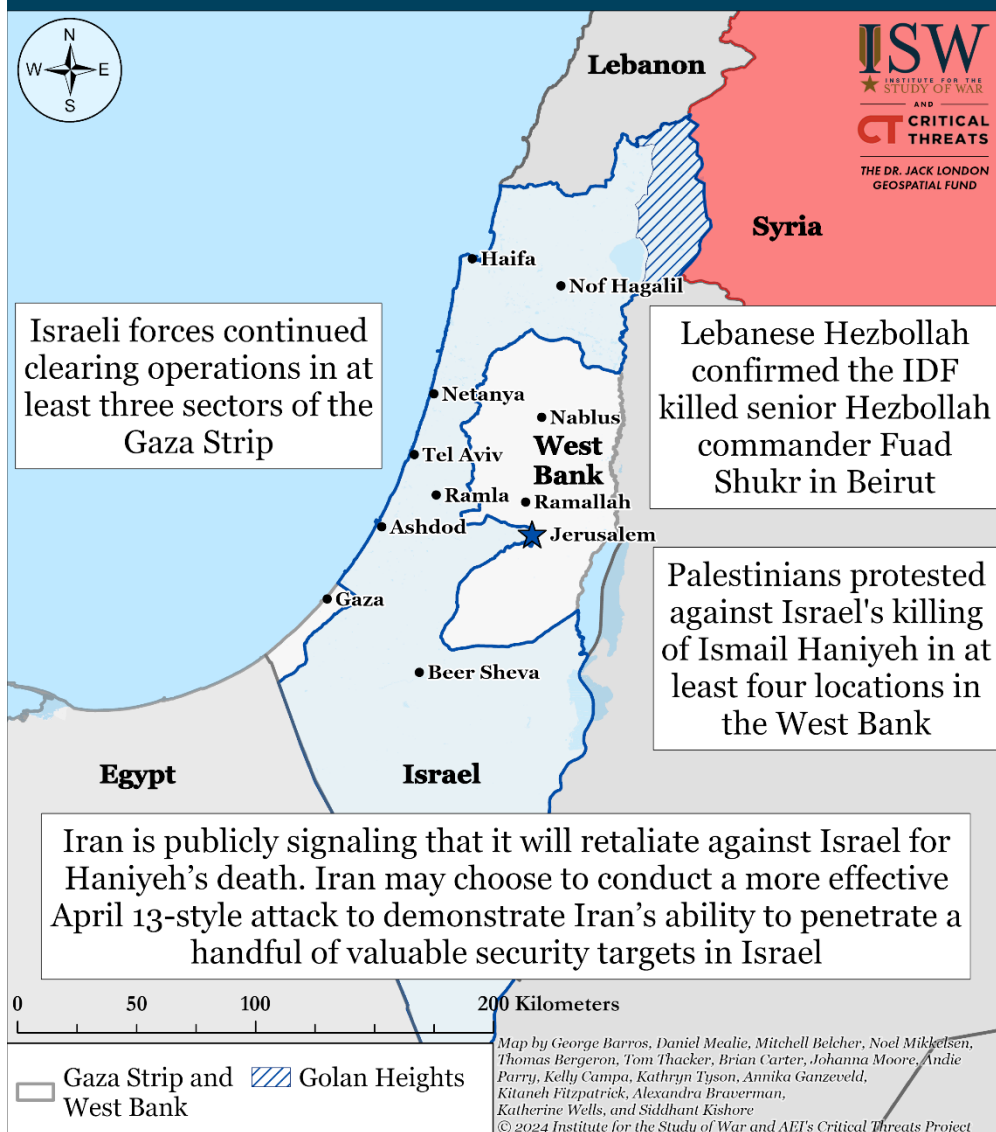 N
W
E
S
Lebanon
ISW
INSTITUTE FOR THE
STUDY OF WAR
AND
CT CRITICAL
THREATS
THE DR. JACK LONDON
GEOSPATIAL FUND
Syria
Haifa
Nof Hagalil
Israeli forces continued
clearing operations in at
least three sectors of the
Gaza Strip
Lebanese Hezbollah
confirmed the IDF
killed senior Hezbollah
commander Fuad
Shukr in Beirut
Netanya
Nablus
West
Bank
Tel Aviv
Ramla
Ramallah
Ashdod
Jerusalem
Palestinians protested
against Israel's killing
of Ismail Haniyeh in at
least four locations in
the West Bank
Gaza
Beer Sheva
Egypt
Israel
Iran is publicly signaling that it will retaliate against Israel for
Haniyeh’s death. Iran may choose to conduct a more effective
April 13-style attack to demonstrate Iran’s ability to penetrate a
handful of valuable security targets in Israel
0 50 100 200 Kilometers
Gaza Strip and
West Bank
Golan Heights
Map by George Barros, Daniel Mealie, Mitchell Belcher, Noel Mikkelsen,
Thomas Bergeron, Tom Thacker, Brian Carter, Johanna Moore, Andie
Parry, Kelly Campa, Kathryn Tyson, Annika Ganzeveld,
Kitaneh Fitzpatrick, Alexandra Braverman,
Katherine Wells, and Siddhant Kishore
© 2024 Institute for the Study of War and AEI's Critical Threats Project